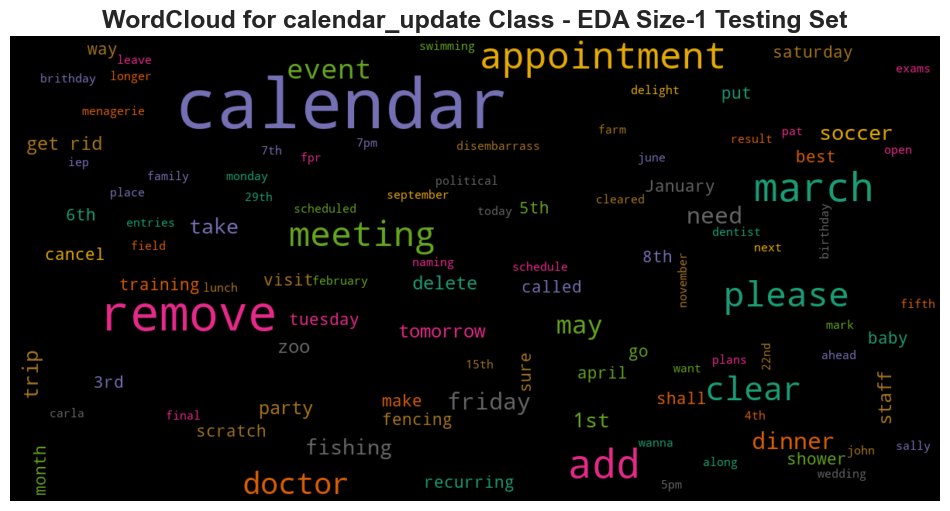 WordCloud for calendar_update Class - EDA Size-1 Testing Set
way
leave
swimming
appointment
saturday
event
exams
brithday
longer
calendar
delight
put
menagerie
farm
soccer
get rid
7th
7pm
disembarrass
result
pat
open
fpr
june
best
iep
family
monday
political
January
march
place
29th
september
cleared
6th
scheduled
today
5th
need
entries
take
meeting
dentist
birthday
field
next
cancel
naming
schedule
8th
november
training
lunch
visit
february
delete
called
please
fifth
remove
tuesday
tomorrow
may
mark
baby
zoo
go
ahead
trip
15th
sure
want
plans
22nd
3rd
april
clear
staff
make
shall
carla
final
party
friday
fencing
1st
4th
scratch
dinner
fishing
wanna
john
sally
month
add
along
shower
doctor
recurring
5pm
wedding